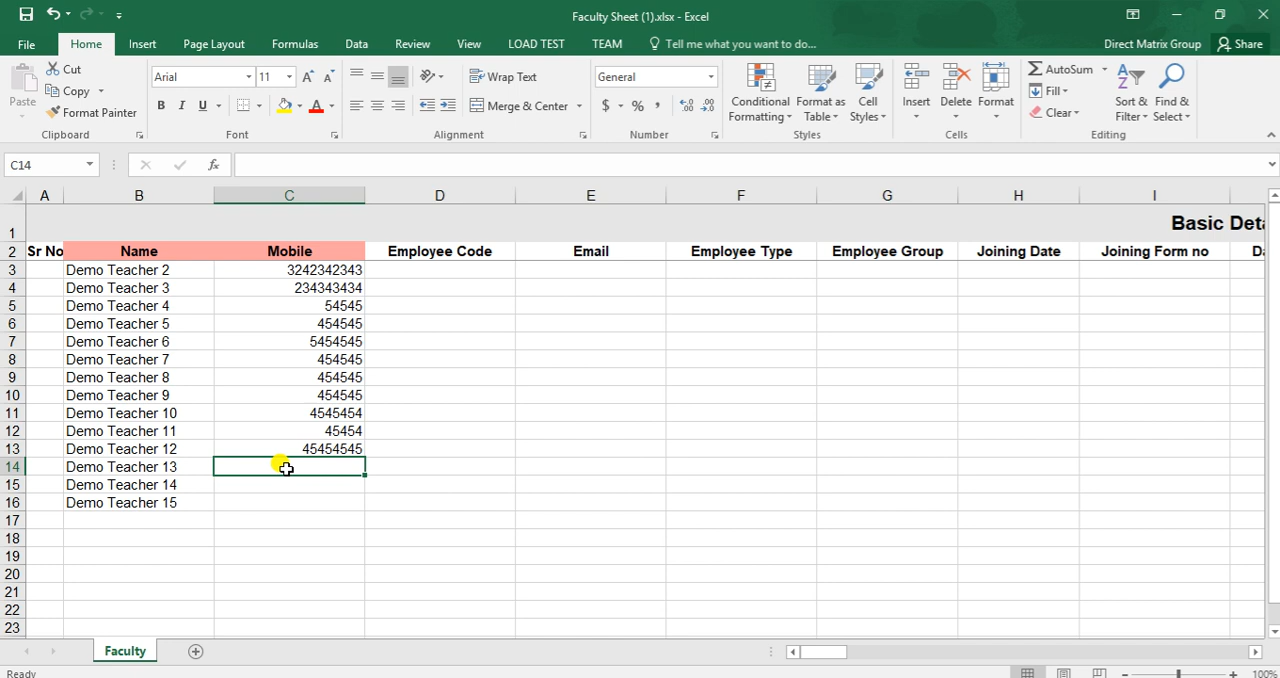 Faculty Sheet (1).xlsx - Excel
File Home Insert Page Layout Formulas Data Review View LOAD TEST TEAM Tell me what you want to do... Direct Matrix Group Share
Paste Cut Copy Format Painter Clipboard
Arial 11 B I U A Font
Wrap Text Merge & Center Alignment
General $ % , Number
Conditional Formatting Format as Table Cell Styles Styles
Insert Delete Format Cells
AutoSum Fill Clear Sort & Filter Find & Select Editing
C14 fx
A B C D E F G H I
1 Basic Deta
2 Sr No Name Mobile Employee Code Email Employee Type Employee Group Joining Date Joining Form no Da
3 Demo Teacher 2 3242342343
4 Demo Teacher 3 234343434
5 Demo Teacher 4 54545
6 Demo Teacher 5 454545
7 Demo Teacher 6 5454545
8 Demo Teacher 7 454545
9 Demo Teacher 8 454545
10 Demo Teacher 9 454545
11 Demo Teacher 10 4545454
12 Demo Teacher 11 45454
13 Demo Teacher 12 45454545
14 Demo Teacher 13
15 Demo Teacher 14
16 Demo Teacher 15
17
18
19
20
21
22
23
Faculty
Ready 100%